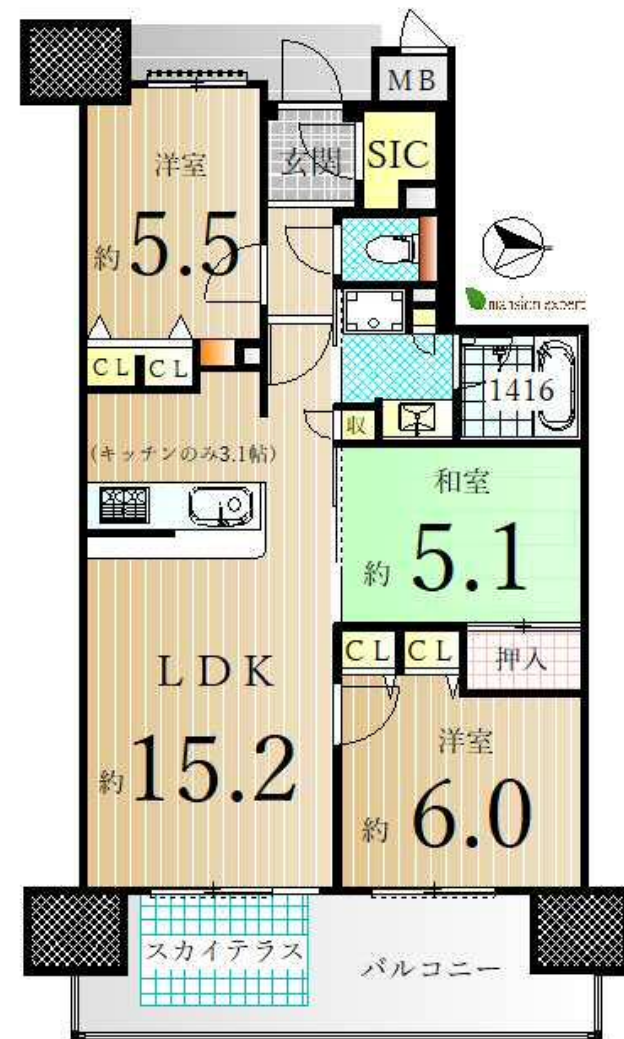 MB
玄関
SIC
洋室
約5.5
mansion expert
CL CL
1416
収
(キッチンのみ3.1帖)
和室
約5.1
CL CL
押入
LDK
約15.2
洋室
約6.0
スカイテラス
バルコニー